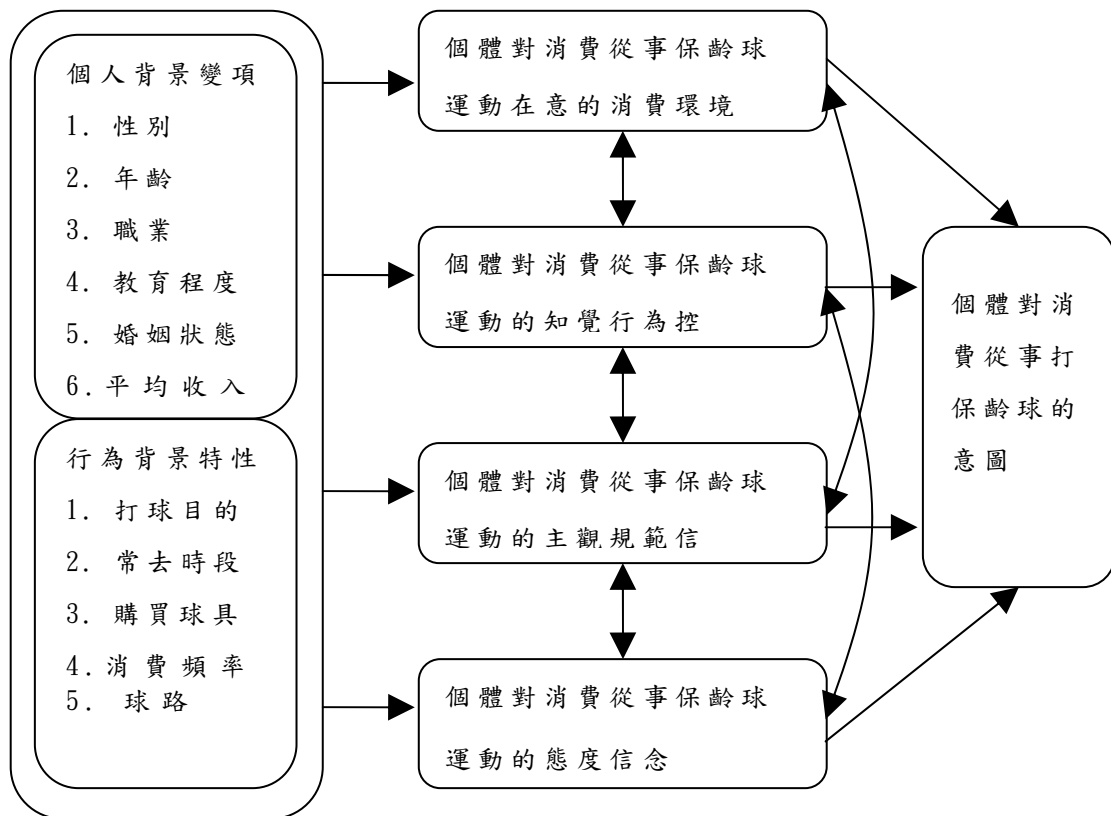 個人背景變項
1. 性別
2. 年齡
3. 職業
4. 教育程度
5. 婚姻狀態
6.平均收入
行為背景特性
1. 打球目的
2. 常去時段
3. 購買球具
4.消費頻率
5. 球路
個體對消費從事保齡球
運動在意的消費環境
個體對消費從事保齡球
運動的知覺行為控
個體對消費從事保齡球
運動的主觀規範信
個體對消費從事保齡球
運動的態度信念
個體對消
費從事打
保齡球的
意圖